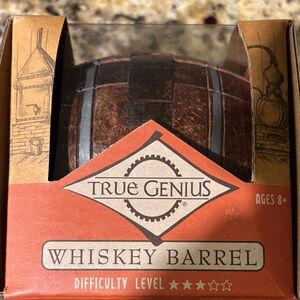 TRUE GENIUS®
AGES 8+
WHISKEY BARREL
DIFFICULTY LEVEL ★★★☆☆